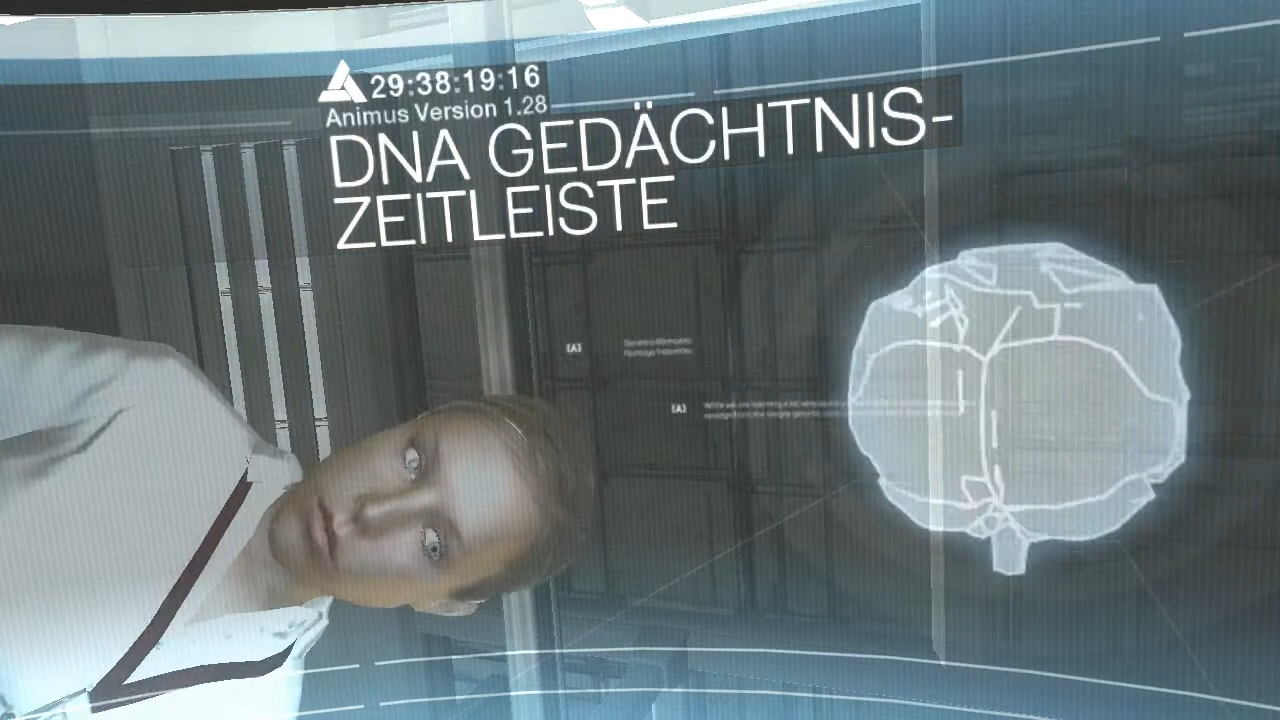 29:38:19:16
Animus Version 1.28
DNA GEDÄCHTNIS-
ZEITLEISTE
[A]
[A]